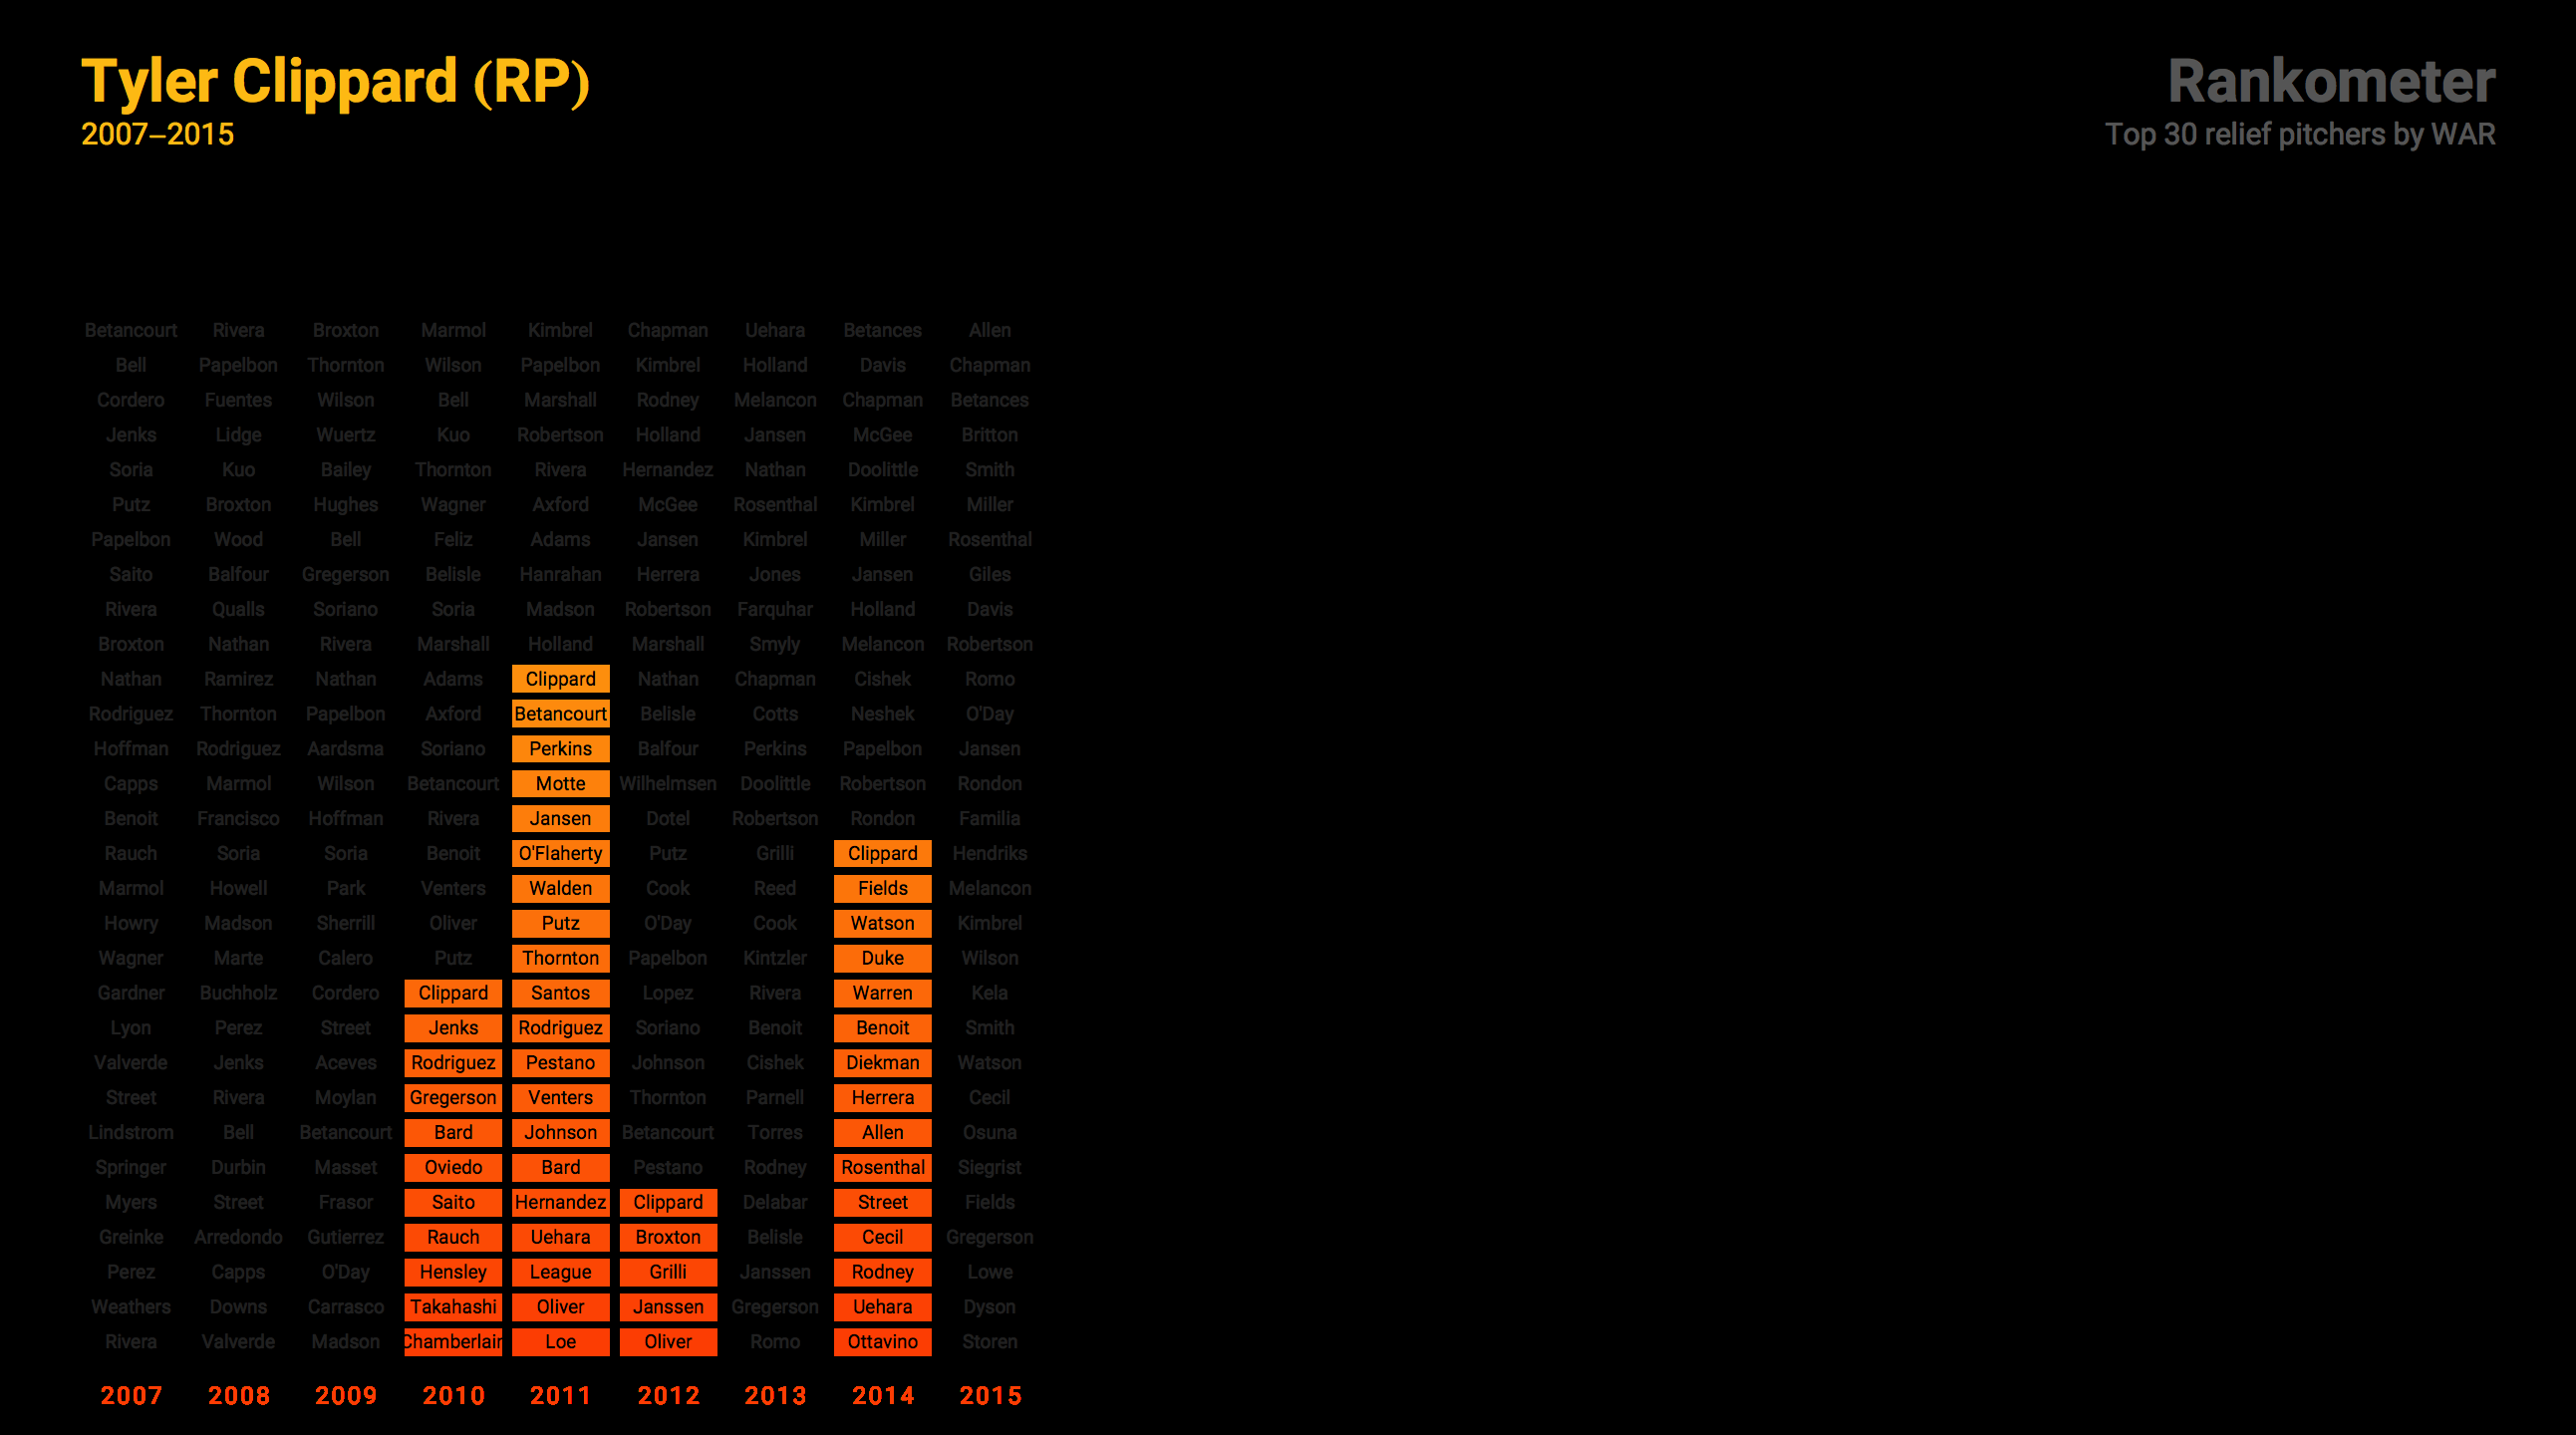 Tyler Clippard (RP)
2007–2015
Rankometer
Top 30 relief pitchers by WAR
Betancourt Rivera Broxton Marmol Kimbrel Chapman Uehara Betances Allen
Bell Papelbon Thornton Wilson Papelbon Kimbrel Holland Davis Chapman
Cordero Fuentes Wilson Bell Marshall Rodney Melancon Chapman Betances
Jenks Lidge Wuertz Kuo Robertson Holland Jansen McGee Britton
Soria Kuo Bailey Thornton Rivera Hernandez Nathan Doolittle Smith
Putz Broxton Hughes Wagner Axford McGee Rosenthal Kimbrel Miller
Papelbon Wood Bell Feliz Adams Jansen Kimbrel Miller Rosenthal
Saito Balfour Gregerson Belisle Hanrahan Herrera Jones Jansen Giles
Rivera Qualls Soriano Soria Madson Robertson Farquhar Holland Davis
Broxton Nathan Rivera Marshall Holland Marshall Smyly Melancon Robertson
Nathan Ramirez Nathan Adams Clippard Nathan Chapman Cishek Romo
Rodriguez Thornton Papelbon Axford Betancourt Belisle Cotts Neshek O'Day
Hoffman Rodriguez Aardsma Soriano Perkins Balfour Perkins Papelbon Jansen
Capps Marmol Wilson Betancourt Motte Wilhelmsen Doolittle Robertson Rondon
Benoit Francisco Hoffman Rivera Jansen Dotel Robertson Rondon Familia
Rauch Soria Soria Benoit O'Flaherty Putz Grilli Clippard Hendriks
Marmol Howell Park Venters Walden Cook Reed Fields Melancon
Howry Madson Sherrill Oliver Putz O'Day Cook Watson Kimbrel
Wagner Marte Calero Putz Thornton Papelbon Kintzler Duke Wilson
Gardner Buchholz Cordero Clippard Santos Lopez Rivera Warren Kela
Lyon Perez Street Jenks Rodriguez Soriano Benoit Benoit Smith
Valverde Jenks Aceves Rodriguez Pestano Johnson Cishek Diekman Watson
Street Rivera Moylan Gregerson Venters Thornton Parnell Herrera Cecil
Lindstrom Bell Betancourt Bard Johnson Betancourt Torres Allen Osuna
Springer Durbin Masset Oviedo Bard Pestano Rodney Rosenthal Siegrist
Myers Street Frasor Saito Hernandez Clippard Delabar Street Fields
Greinke Arredondo Gutierrez Rauch Uehara Broxton Belisle Cecil Gregerson
Perez Capps O'Day Hensley League Grilli Janssen Rodney Lowe
Weathers Downs Carrasco Takahashi Oliver Janssen Gregerson Uehara Dyson
Rivera Valverde Madson Chamberlain Loe Oliver Romo Ottavino Storen
2007 2008 2009 2010 2011 2012 2013 2014 2015